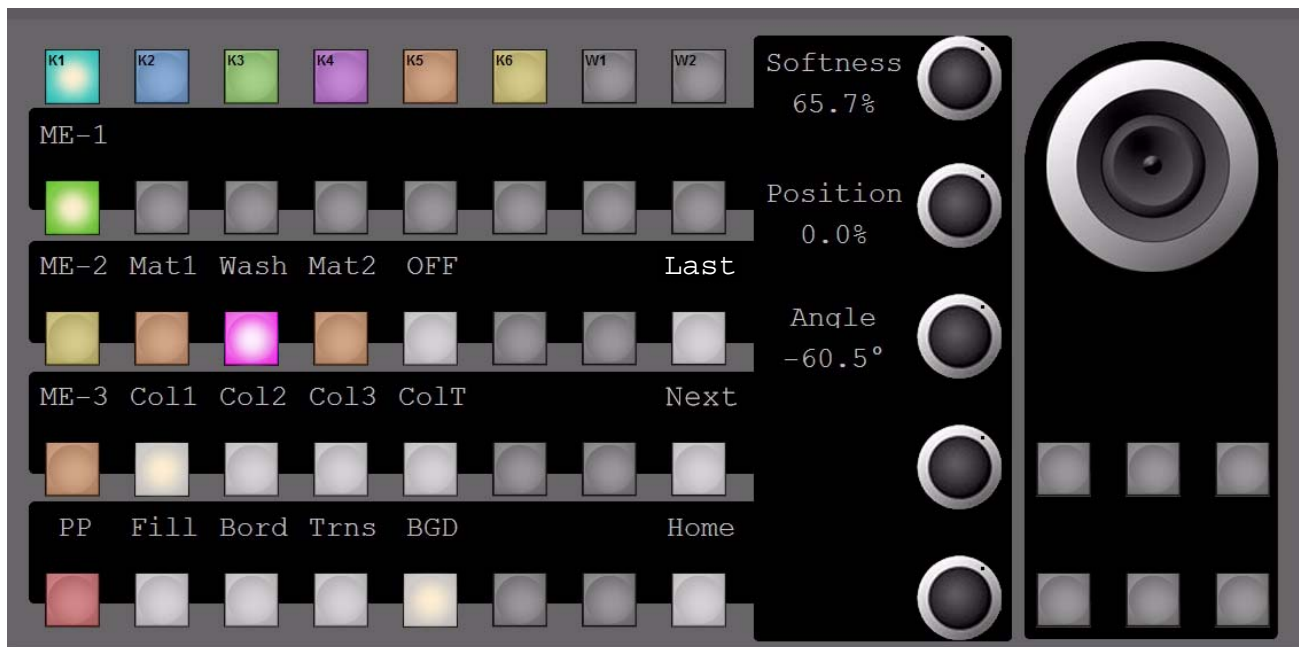 K1 K2 K3 K4 K5 K6 W1 W2
Softness
65.7%
ME-1
Position
0.0%
ME-2 Mat1 Wash Mat2 OFF Last
Angle
-60.5°
ME-3 Col1 Col2 Col3 ColT Next
PP Fill Bord Trns BGD Home